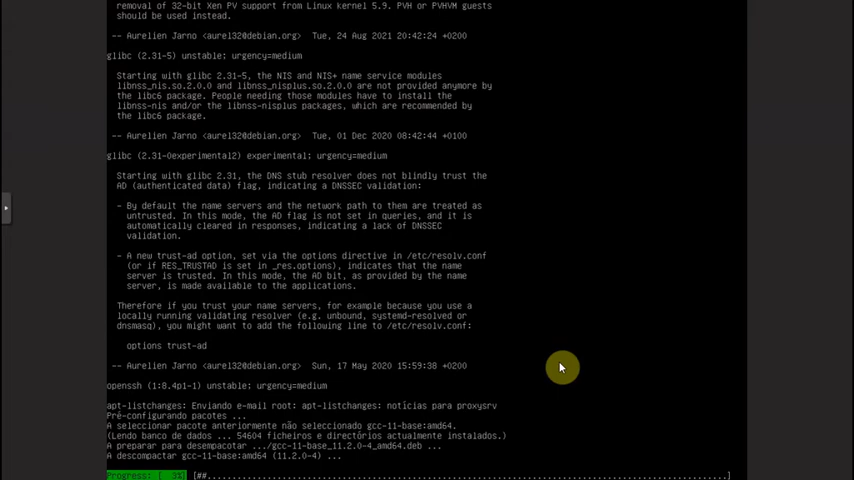 removal of 32-bit Xen PV support from Linux kernel 5.9. PVH or PVHVM guests
should be used instead.
-- Aurelien Jarno <aurel32@debian.org>  Tue, 24 Aug 2021 20:42:24 +0200
glibc (2.31-5) unstable; urgency=medium
Starting with glibc 2.31-5, the NIS and NIS+ name service modules
libnss_nis.so.2.0.0 and libnss_nisplus.so.2.0.0 are not provided anymore by
the libc6 package. People needing those modules have to install the
libnss-nis and/or the libnss-nisplus packages, which are recommended by
the libc6 package.
-- Aurelien Jarno <aurel32@debian.org>  Tue, 01 Dec 2020 08:42:44 +0100
glibc (2.31-0experimental2) experimental; urgency=medium
Starting with glibc 2.31, the DNS stub resolver does not blindly trust the
AD (authenticated data) flag, indicating a DNSSEC validation:
- By default the name servers and the network path to them are treated as
untrusted. In this mode, the AD flag is not set in queries, and it is
automatically cleared in responses, indicating a lack of DNSSEC
validation.
- A new trust-ad option, set via the options directive in /etc/resolv.conf
(or if RES_TRUSTAD is set in _res.options), indicates that the name
server is trusted. In this mode, the AD bit, as provided by the name
server, is made available to the applications.
Therefore if you trust your name servers, for example because you use a
locally running validating resolver (e.g. unbound, systemd-resolved or
dnsmasq), you might want to add the following line to /etc/resolv.conf:
options trust-ad
-- Aurelien Jarno <aurel32@debian.org>  Sun, 17 May 2020 15:59:38 +0200
openssh (1:8.4p1-1) unstable; urgency=medium
apt-listchanges: Enviando e-mail root: apt-listchanges: notícias para proxysrv
Pré-configurando pacotes ...
A seleccionar pacote anteriormente não seleccionado gcc-11-base:amd64.
(Lendo banco de dados ... 54604 ficheiros e directórios actualmente instalados.)
A preparar para desempacotar .../gcc-11-base_11.2.0-4_amd64.deb ...
A descompactar gcc-11-base:amd64 (11.2.0-4) ...
Progress: [  3%] [##..........................................................................................]